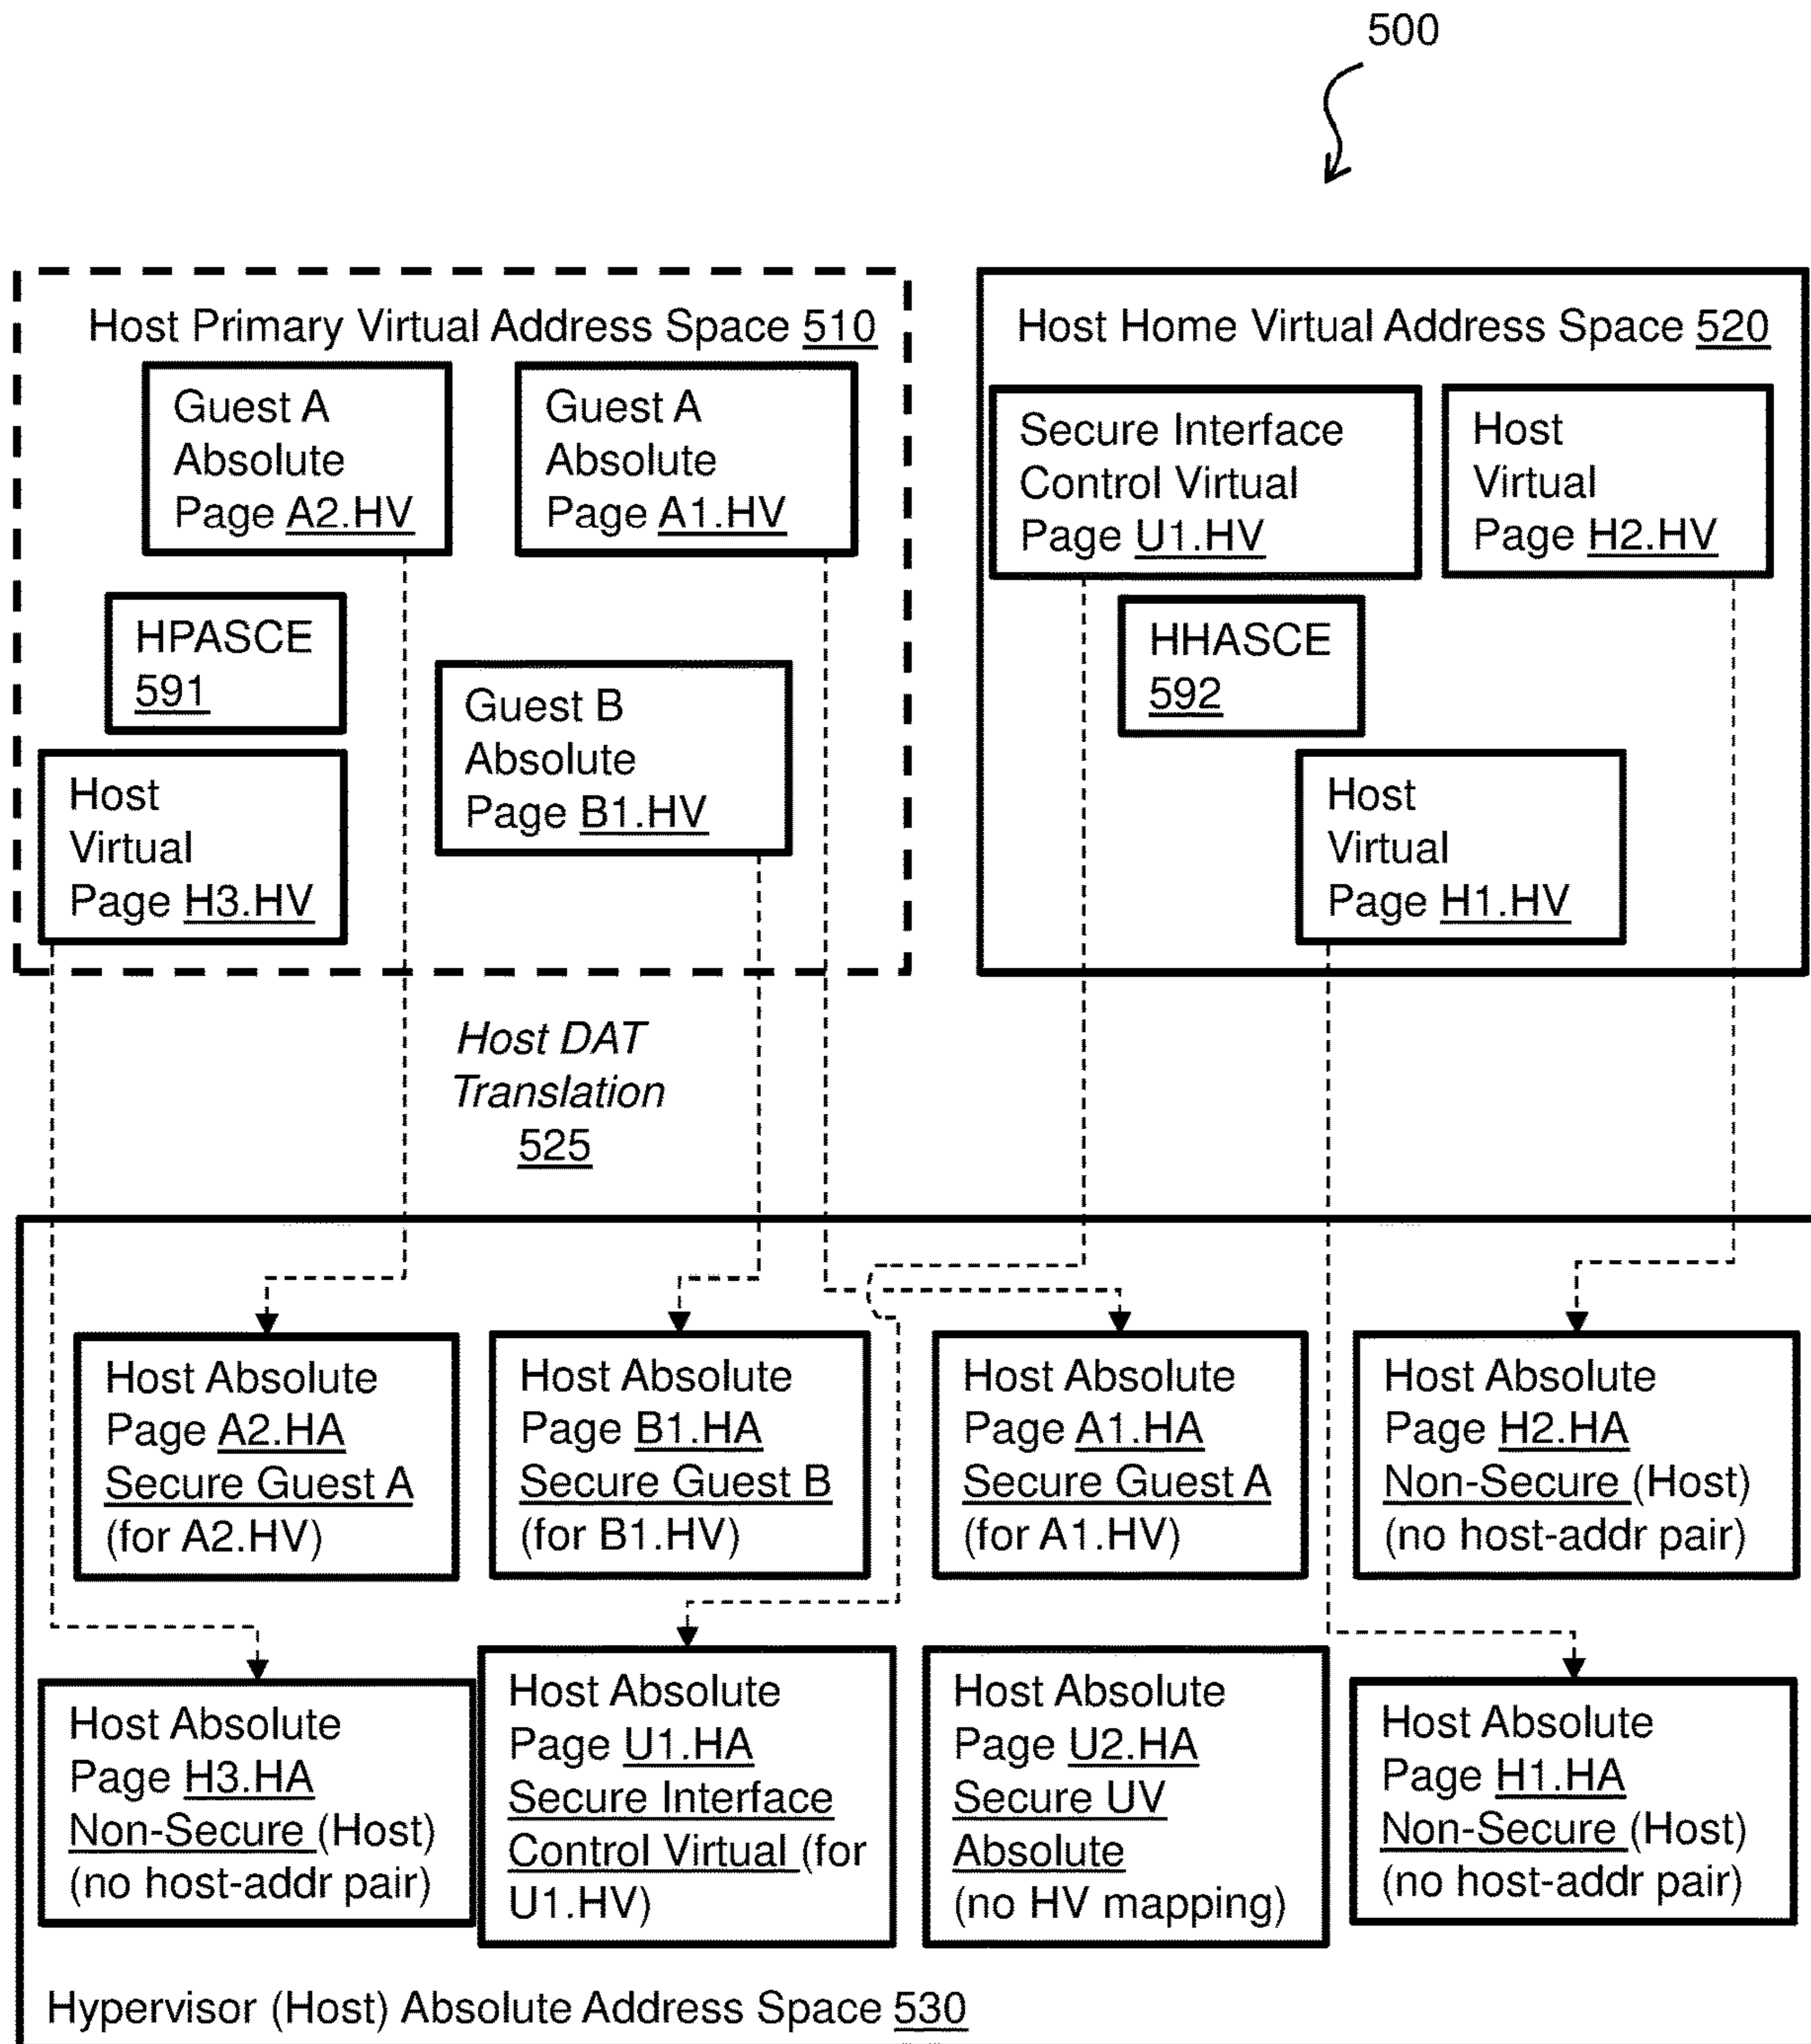 500
Host Primary Virtual Address Space 510
Guest A
Absolute
Page A2.HV
Guest A
Absolute
Page A1.HV
HPASCE
591
Guest B
Absolute
Page B1.HV
Host
Virtual
Page H3.HV
Host Home Virtual Address Space 520
Secure Interface
Control Virtual
Page U1.HV
Host
Virtual
Page H2.HV
HHASCE
592
Host
Virtual
Page H1.HV
Host DAT
Translation
525
Host Absolute
Page A2.HA
Secure Guest A
(for A2.HV)
Host Absolute
Page B1.HA
Secure Guest B
(for B1.HV)
Host Absolute
Page A1.HA
Secure Guest A
(for A1.HV)
Host Absolute
Page H2.HA
Non-Secure (Host)
(no host-addr pair)
Host Absolute
Page H3.HA
Non-Secure (Host)
(no host-addr pair)
Host Absolute
Page U1.HA
Secure Interface
Control Virtual (for
U1.HV)
Host Absolute
Page U2.HA
Secure UV
Absolute
(no HV mapping)
Host Absolute
Page H1.HA
Non-Secure (Host)
(no host-addr pair)
Hypervisor (Host) Absolute Address Space 530